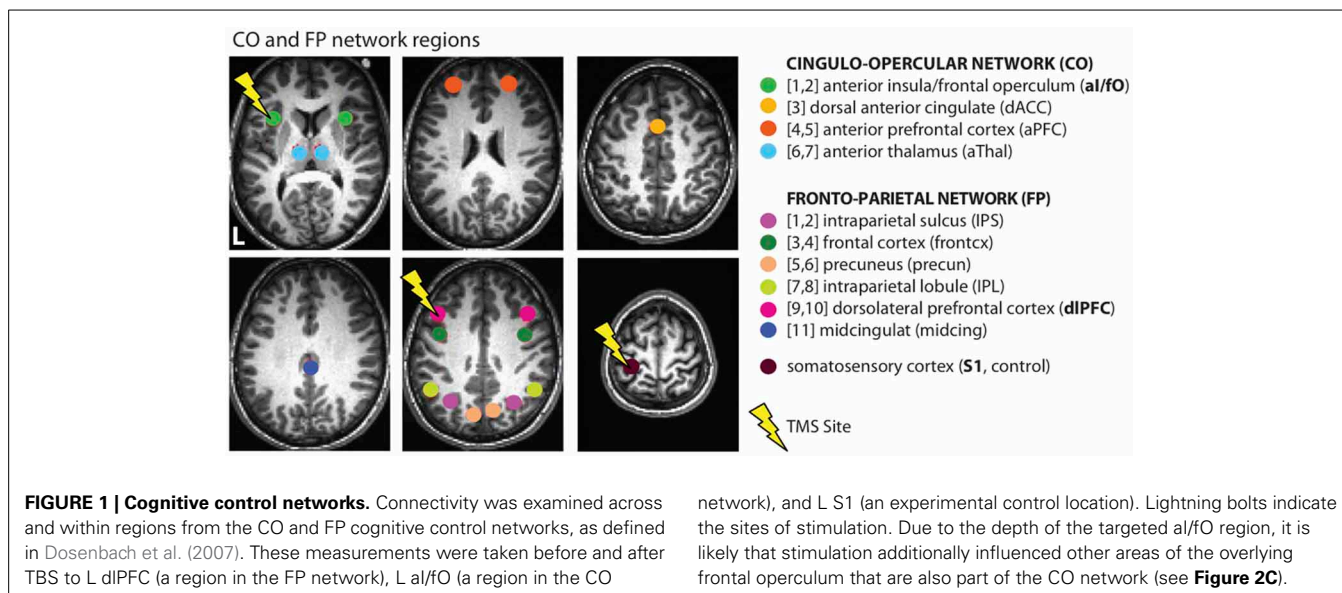 CO and FP network regions
L
CINGULO-OPERCULAR NETWORK (CO)
[1,2] anterior insula/frontal operculum (aI/fO)
[3] dorsal anterior cingulate (dACC)
[4,5] anterior prefrontal cortex (aPFC)
[6,7] anterior thalamus (aThal)
FRONTO-PARIETAL NETWORK (FP)
[1,2] intraparietal sulcus (IPS)
[3,4] frontal cortex (frontcx)
[5,6] precuneus (precun)
[7,8] intraparietal lobule (IPL)
[9,10] dorsolateral prefrontal cortex (dlPFC)
[11] midcingulat (midcing)
somatosensory cortex (S1, control)
TMS Site
FIGURE 1 | Cognitive control networks. Connectivity was examined across
and within regions from the CO and FP cognitive control networks, as defined
in Dosenbach et al. (2007). These measurements were taken before and after
TBS to L dlPFC (a region in the FP network), L aI/fO (a region in the CO
network), and L S1 (an experimental control location). Lightning bolts indicate
the sites of stimulation. Due to the depth of the targeted aI/fO region, it is
likely that stimulation additionally influenced other areas of the overlying
frontal operculum that are also part of the CO network (see Figure 2C).